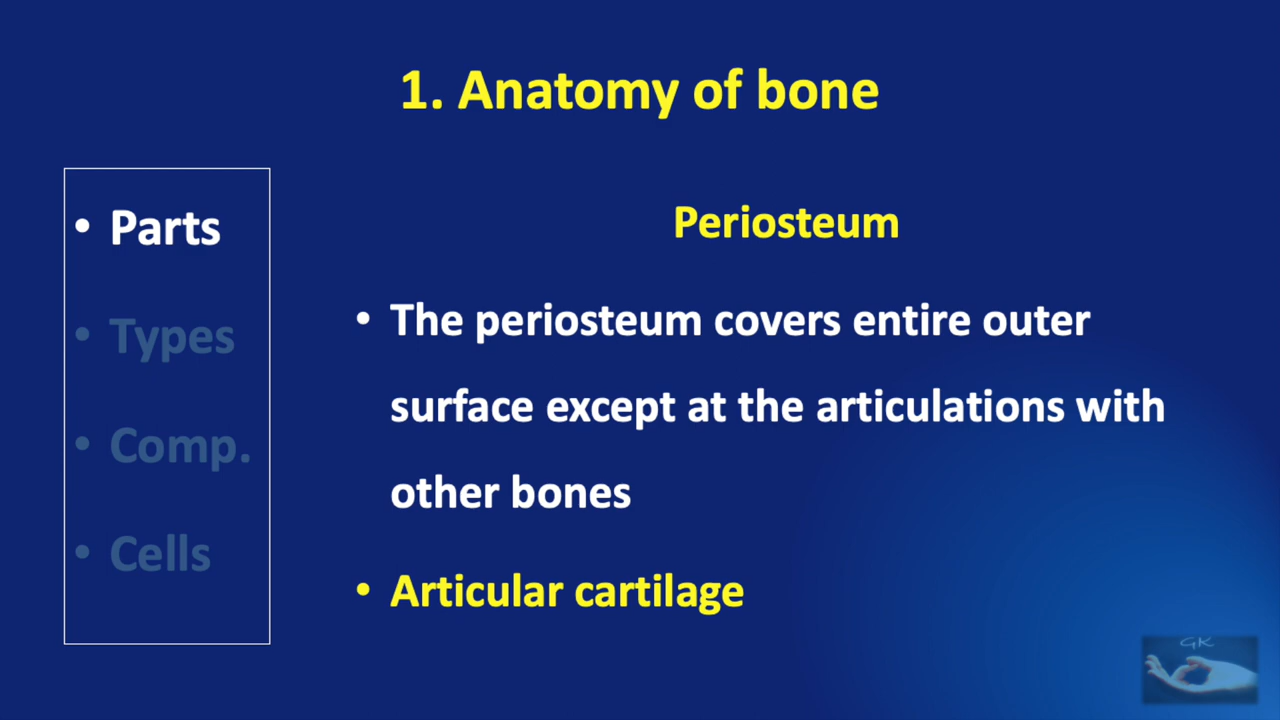 1. Anatomy of bone
• Parts
• Types
• Comp.
• Cells
Periosteum
• The periosteum covers entire outer
surface except at the articulations with
other bones
• Articular cartilage
GK